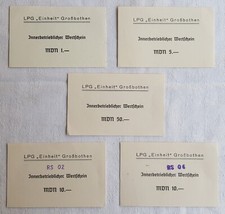 LPG „Einheit" Großbothen
Innerbetrieblicher Wertschein
MDN 1.—
LPG „Einheit" Großbothen
Innerbetrieblicher Wertschein
MDN 5.—
LPG „Einheit" Großbothen
Innerbetrieblicher Wertschein
MDN 50.—
LPG „Einheit" Großbothen
RS 02
Innerbetrieblicher Wertschein
MDN 10.—
LPG „Einheit" Großbothen
RS 04
Innerbetrieblicher Wertschein
MDN 10.—